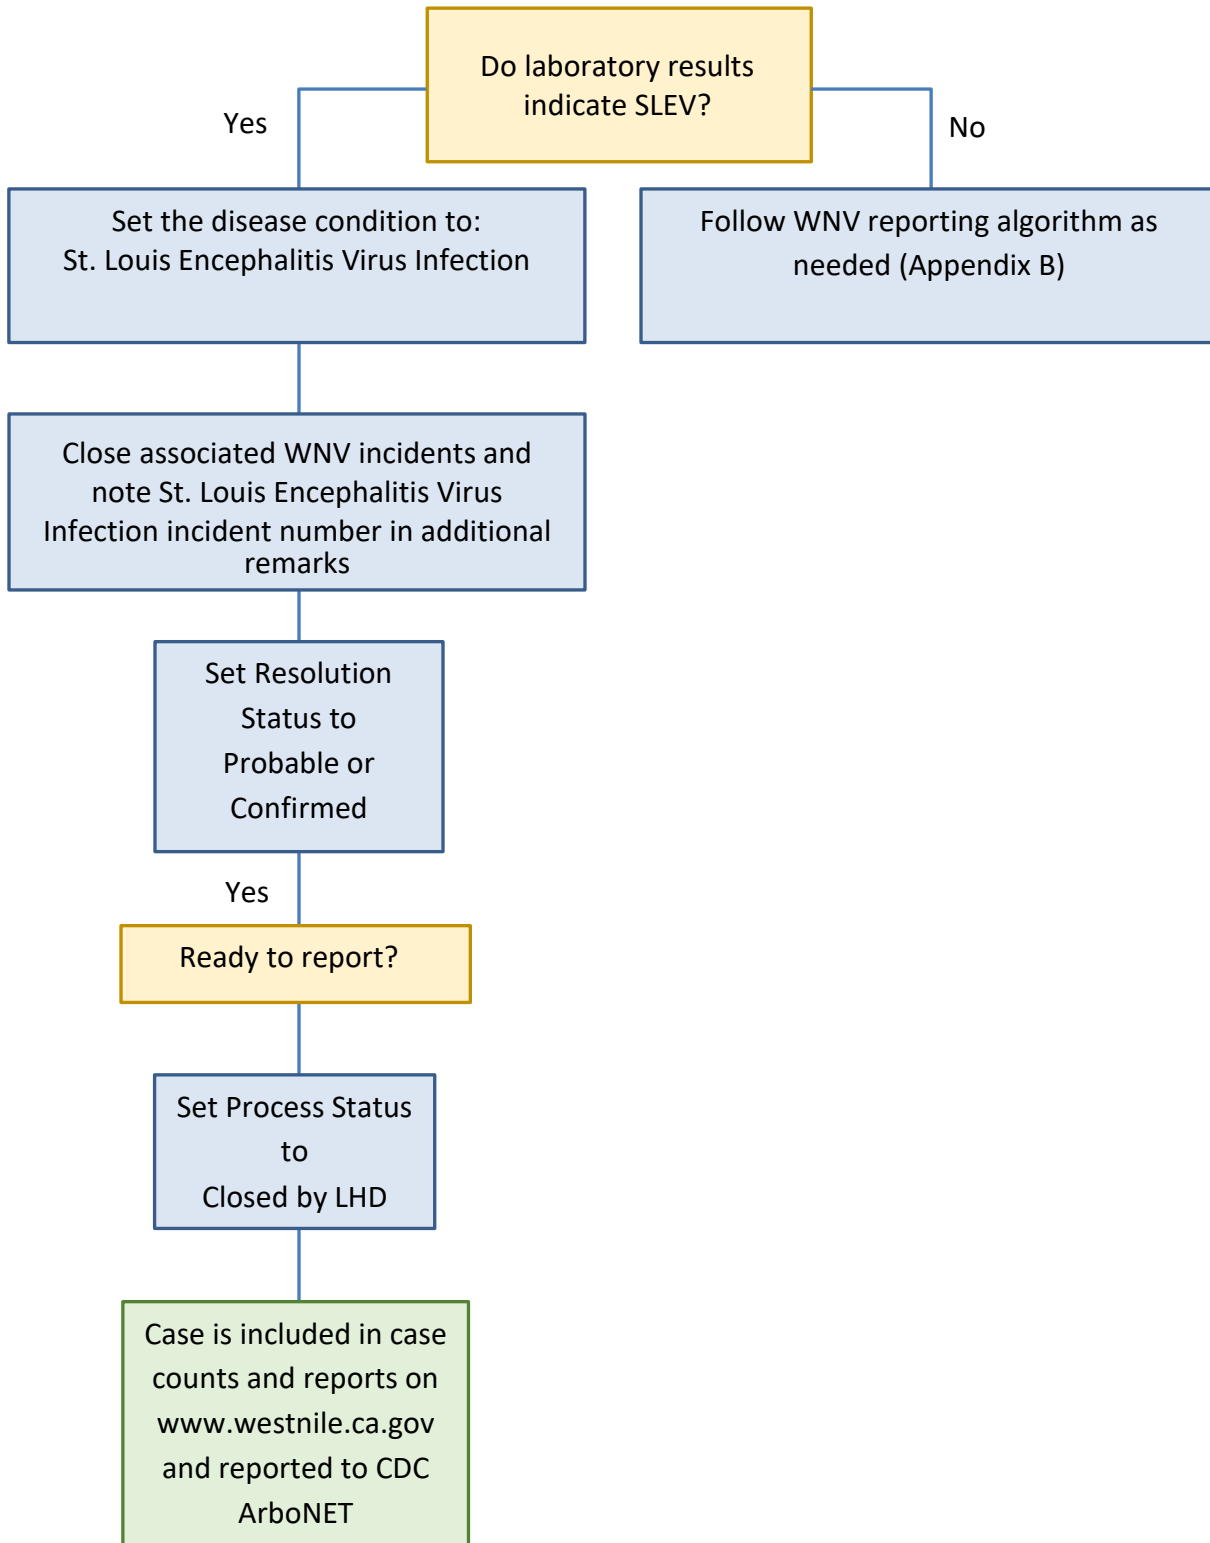 Do laboratory results
indicate SLEV?
Yes
No
Set the disease condition to:
St. Louis Encephalitis Virus Infection
Follow WNV reporting algorithm as
needed (Appendix B)
Close associated WNV incidents and
note St. Louis Encephalitis Virus
Infection incident number in additional
remarks
Set Resolution
Status to
Probable or
Confirmed
Yes
Ready to report?
Set Process Status
to
Closed by LHD
Case is included in case
counts and reports on
www.westnile.ca.gov
and reported to CDC
ArboNET